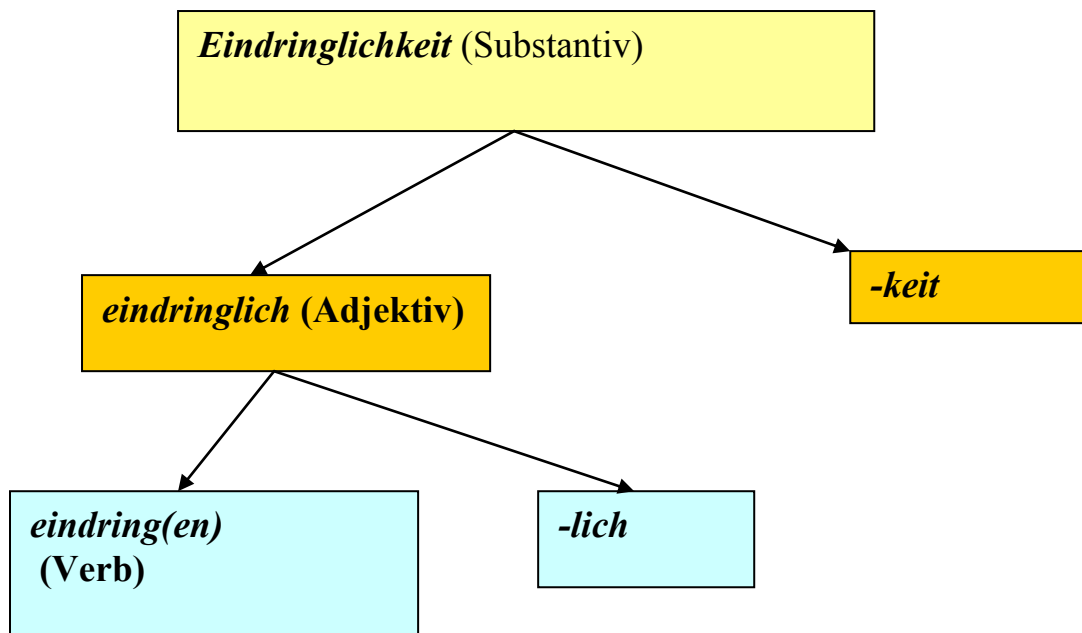 Eindringlichkeit (Substantiv)
eindringlich (Adjektiv)
-keit
eindring(en)
(Verb)
-lich